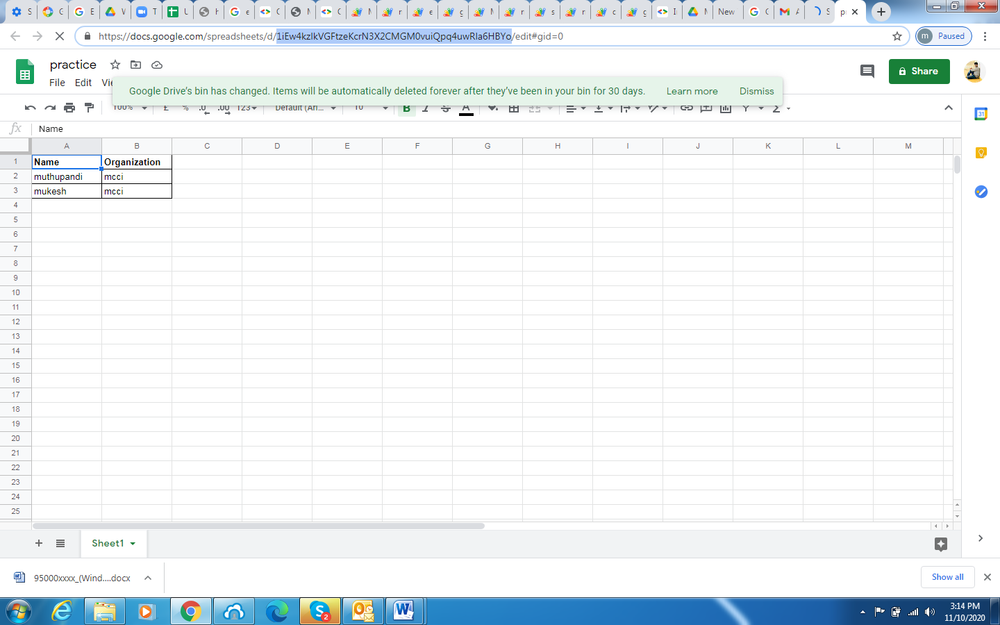 New
https://docs.google.com/spreadsheets/d/1iEw4kzIkVGFtzeKcrN3X2CMGM0vuiQpq4uwRla6HBYo/edit#gid=0
m Paused
practice
Share
File Edit
Google Drive's bin has changed. Items will be automatically deleted forever after they've been in your bin for 30 days. Learn more Dismiss
100% £ % .0 .00 123 Default (Ari... 10 B I S A
31
fx Name
A B C D E F G H I J K L M
1 Name Organization
2 muthupandi mcci
3 mukesh mcci
4
5
6
7
8
9
10
11
12
13
14
15
16
17
18
19
20
21
22
23
24
25
Sheet1
95000xxxx_(Wind....docx
Show all
2
3:14 PM
11/10/2020